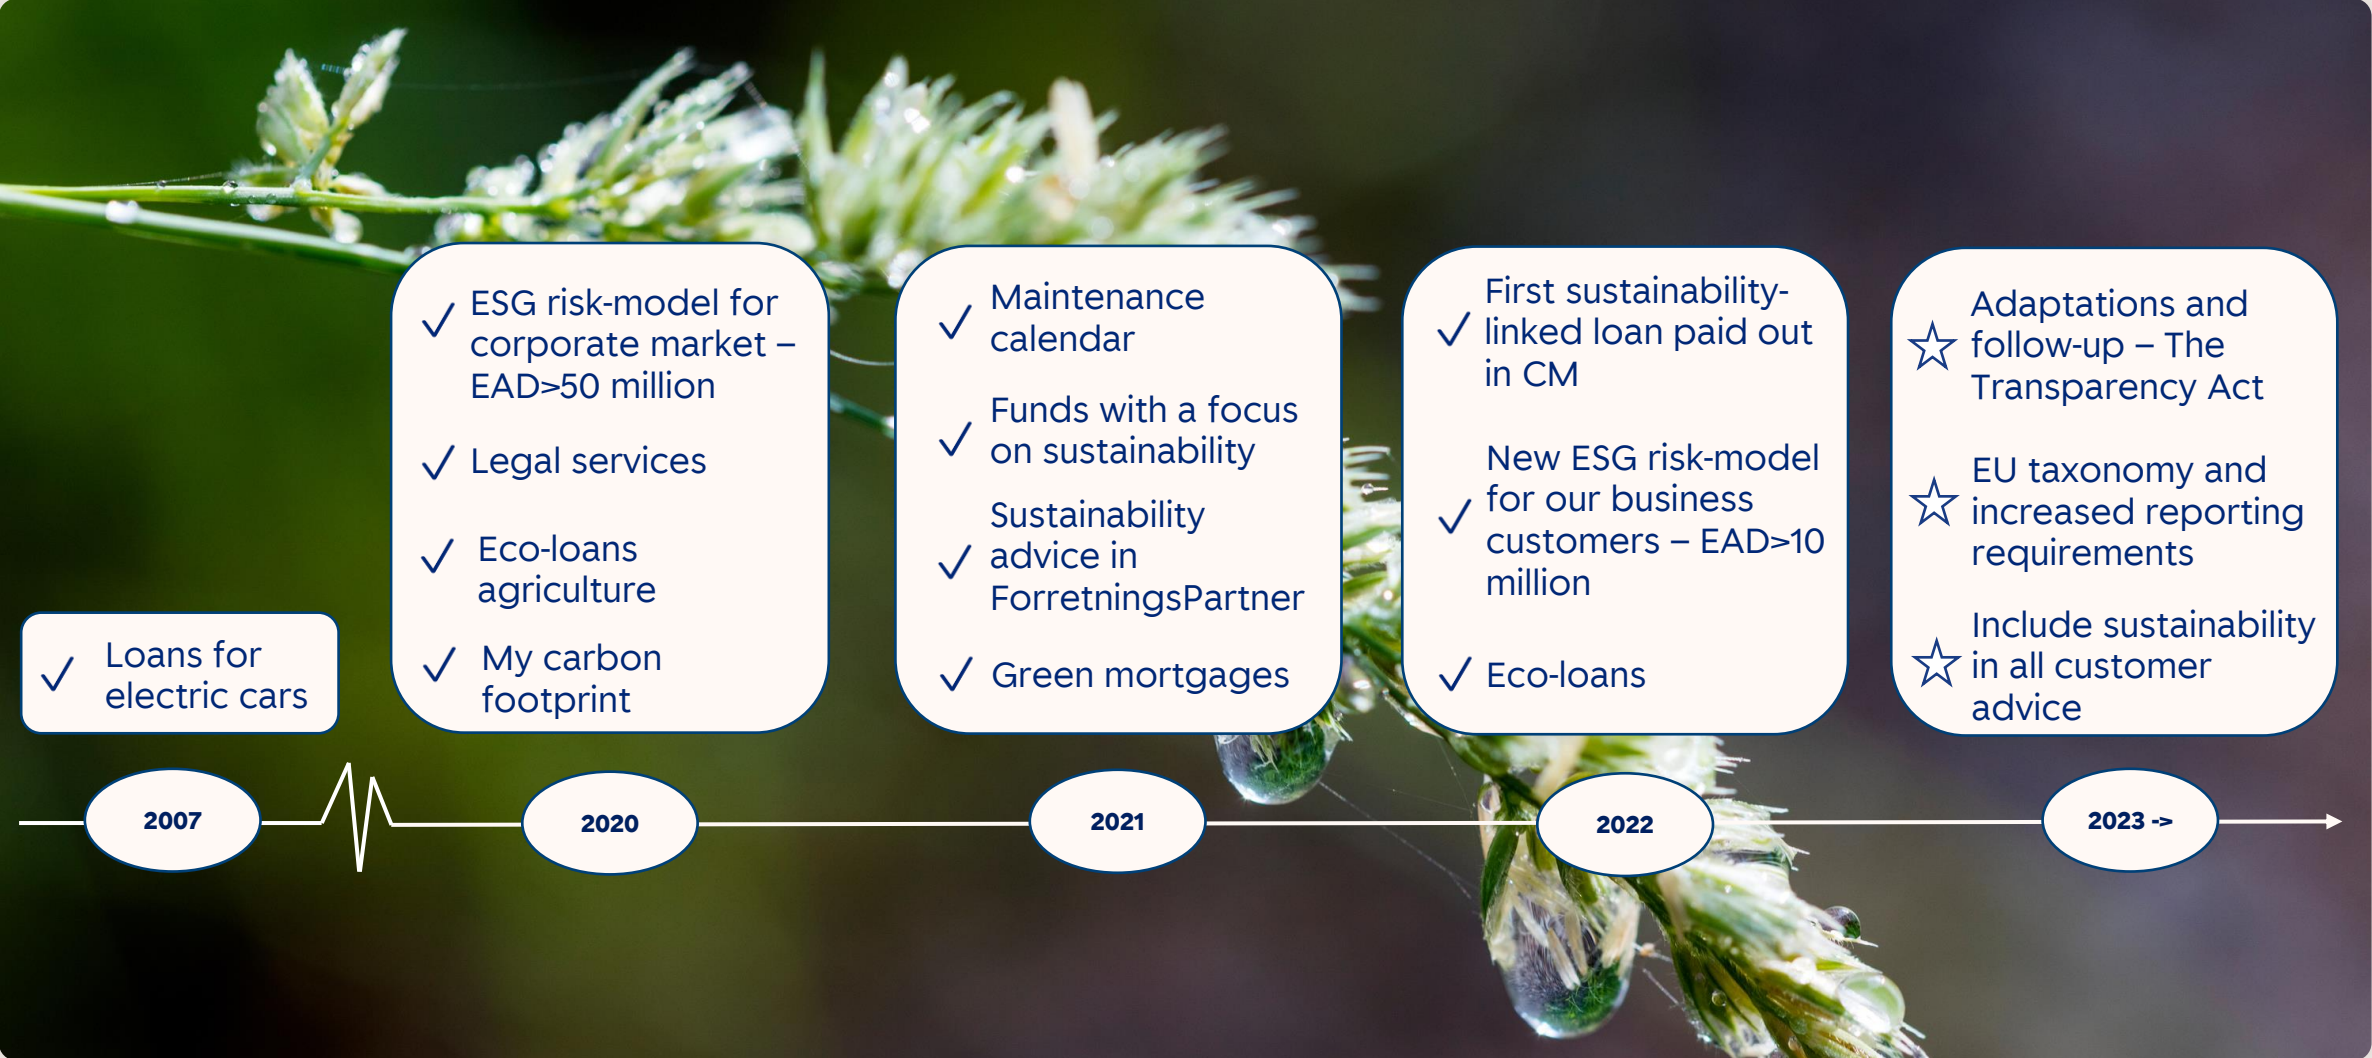 Loans for
electric cars
2007
ESG risk-model for
corporate market –
EAD>50 million
Legal services
Eco-loans
agriculture
My carbon
footprint
2020
Maintenance
calendar
Funds with a focus
on sustainability
Sustainability
advice in
ForretningsPartner
Green mortgages
2021
First sustainability-
linked loan paid out
in CM
New ESG risk-model
for our business
customers – EAD>10
million
Eco-loans
2022
Adaptations and
follow-up – The
Transparency Act
EU taxonomy and
increased reporting
requirements
Include sustainability
in all customer
advice
2023 ->